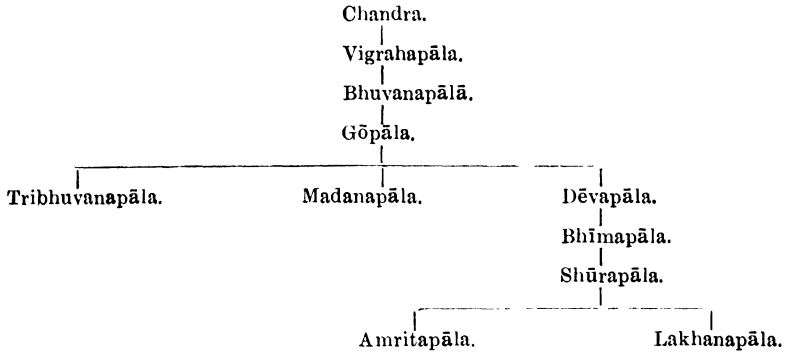 Chandra.
Vigrahapāla.
Bhuvanapālā.
Gōpāla.
Tribhuvanapāla. Madanapāla. Dēvapāla.
Bhīmapāla.
Shūrapāla.
Amritapāla. Lakhanapāla.